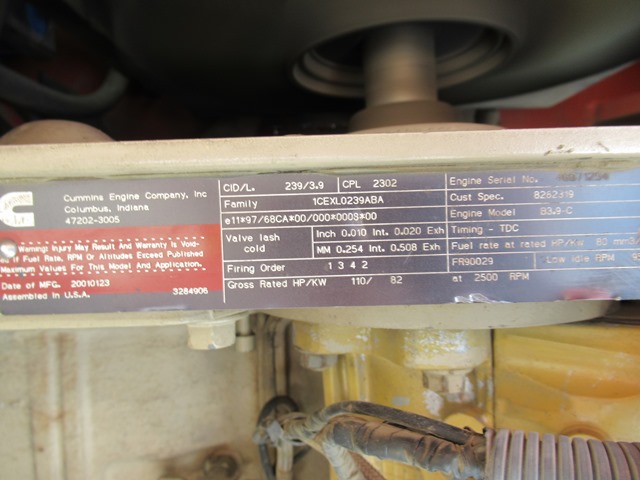 CUMMINS
Cummins Engine Company, Inc
Columbus, Indiana
47202-3005
Warning: Injury May Result And Warranty Is Void-
If Fuel Rate, RPM Or Altitudes Exceed Published
Maximum Values For This Model And Application.
Date of MFG. 20010123
Assembled in U.S.A. 3284906
CID/L. 239/3.9 CPL 2302
Family 1CEXL0239ABA
e11*97/68CA*00/000*0008*00
Valve lash cold Inch 0.010 Int. 0.020 Exh
MM 0.254 Int. 0.508 Exh
Firing Order 1 3 4 2
Gross Rated HP/KW 110/ 82 at 2500 RPM
Engine Serial No.
Cust Spec. 8262319
Engine Model B3.9-C
Timing - TDC
Fuel rate at rated HP/KW 80 mm3
FR90029 Low Idle RPM